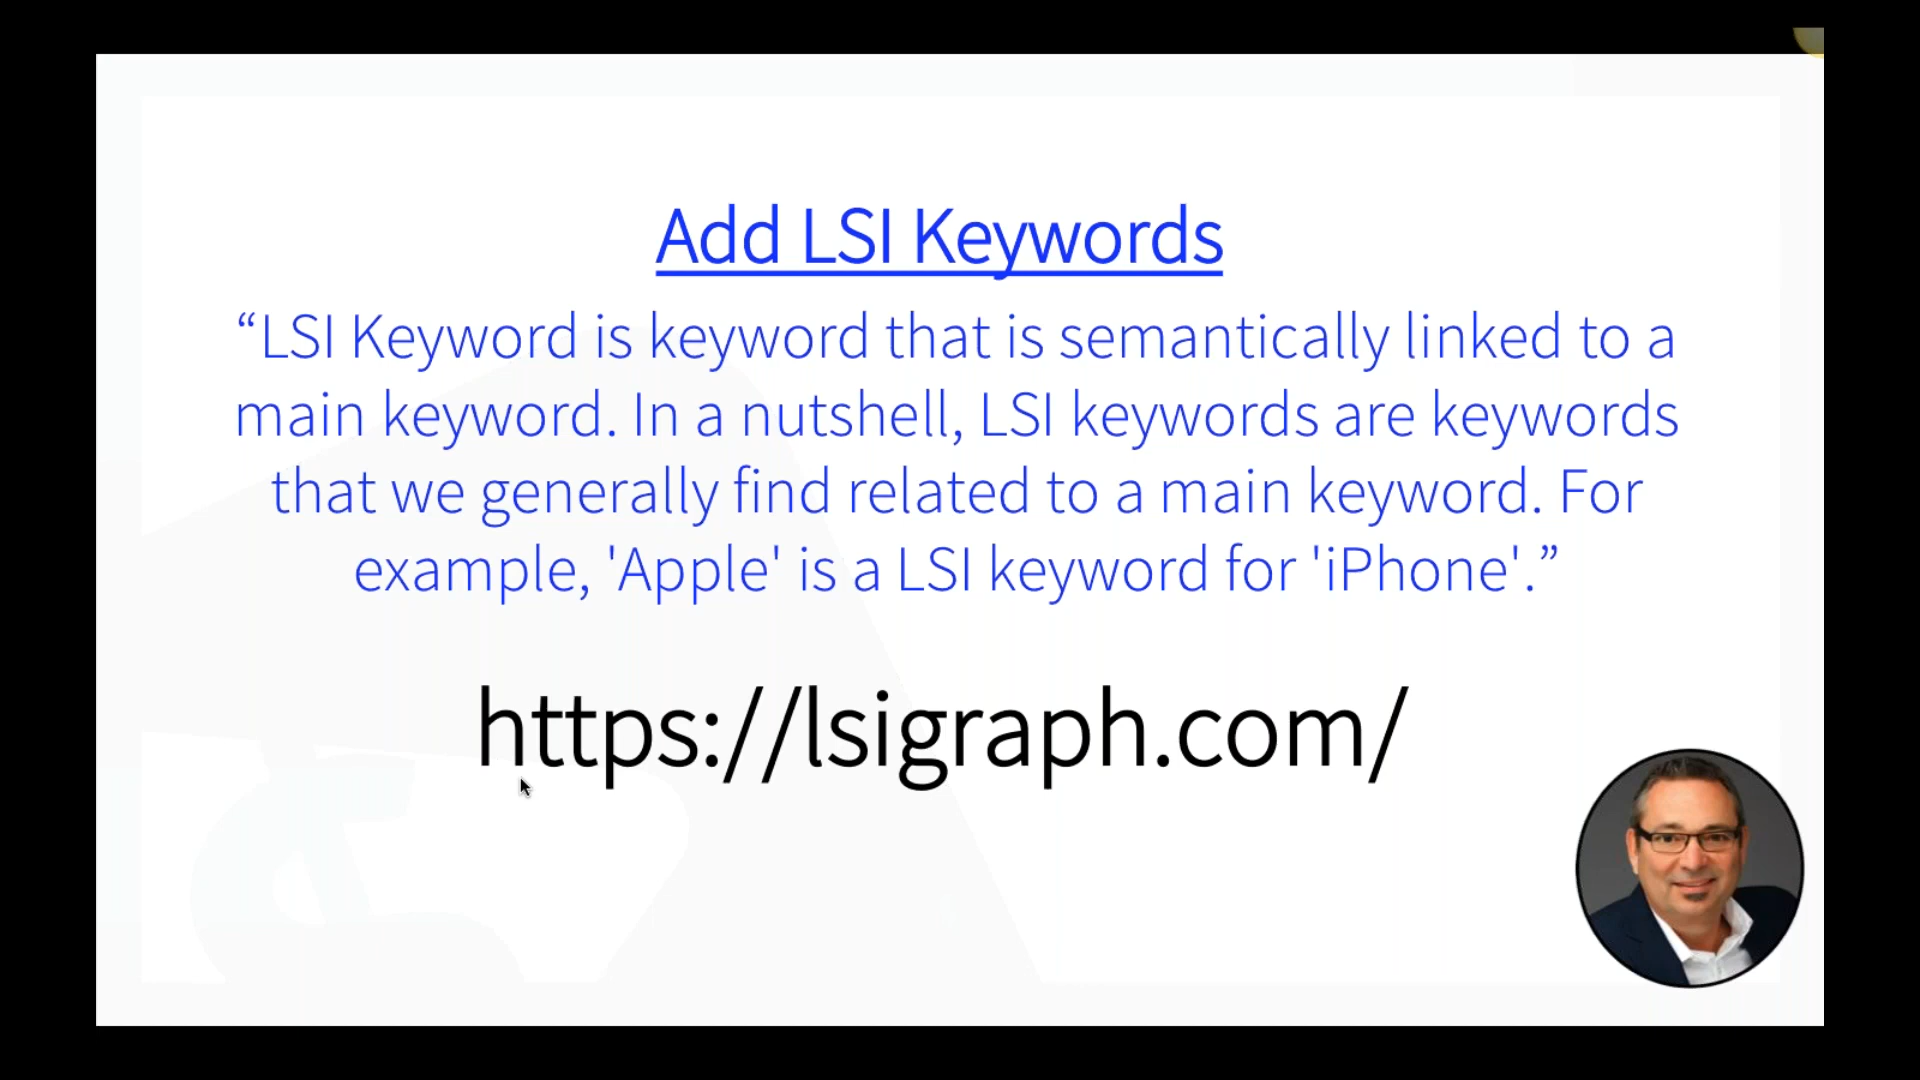 Add LSI Keywords
“LSI Keyword is keyword that is semantically linked to a
main keyword. In a nutshell, LSI keywords are keywords
that we generally find related to a main keyword. For
example, 'Apple' is a LSI keyword for 'iPhone'.”
https://lsigraph.com/